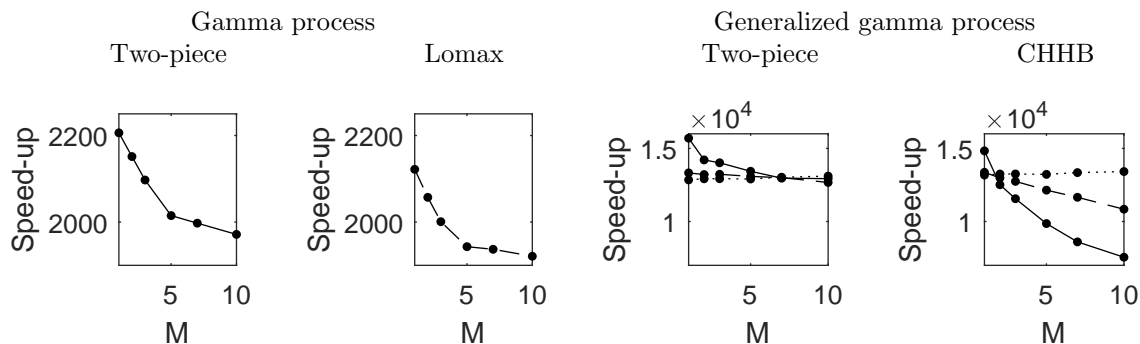 Gamma process
Generalized gamma process
Two-piece
Lomax
Two-piece
CHHB
Speed-up
2200
2000
5 10
M
Speed-up
2200
2000
5 10
M
Speed-up
×10^4
1.5
1
5 10
M
Speed-up
×10^4
1.5
1
5 10
M